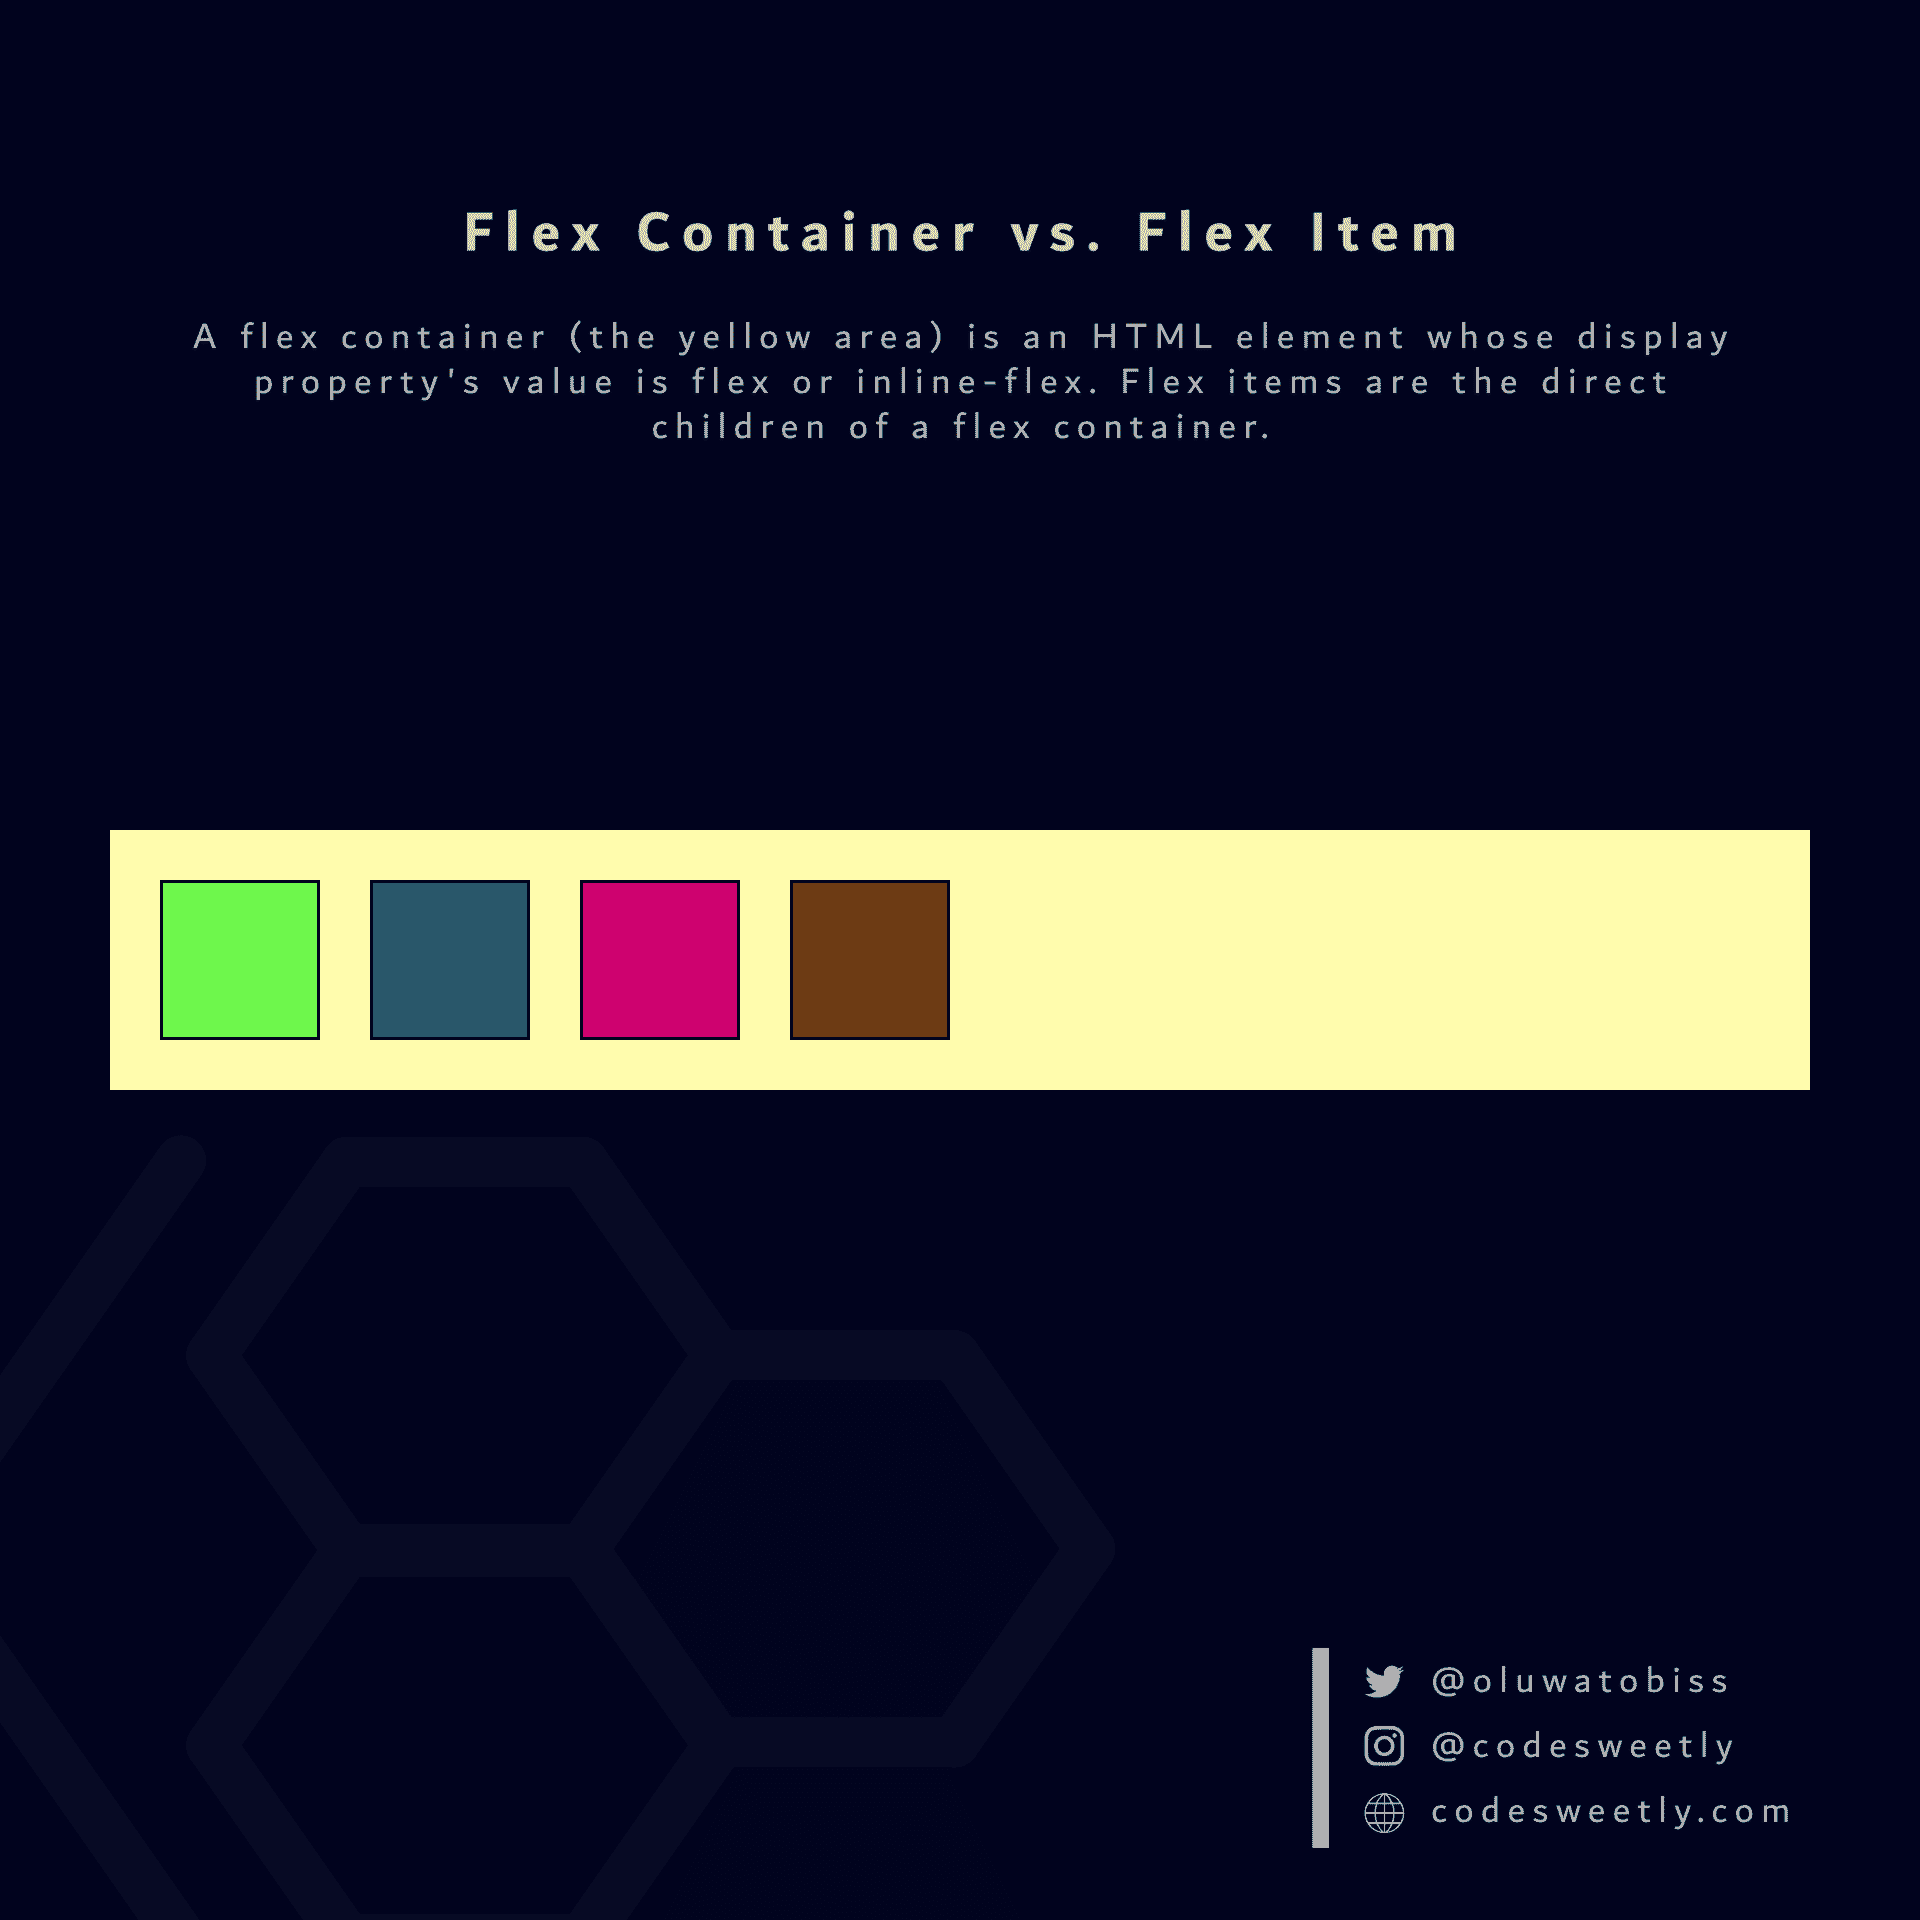 Flex Container vs. Flex Item
A flex container (the yellow area) is an HTML element whose display
property's value is flex or inline-flex. Flex items are the direct
children of a flex container.
@oluwatobiss
@codesweetly
codesweetly.com